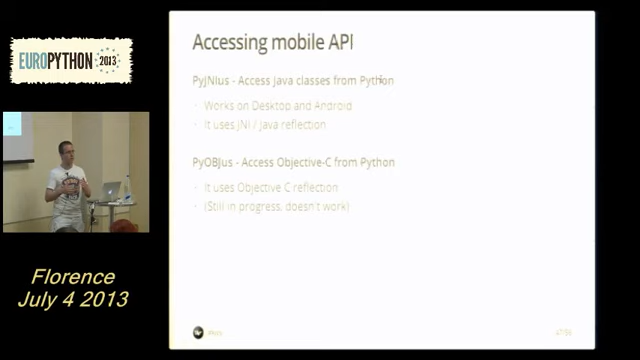 EUROPYTHON 2013
Florence
July 4 2013
Accessing mobile API
PyJNIus - Access Java classes from Python
Works on Desktop and Android
It uses JNI / Java reflection
PyOBJus - Access Objective-C from Python
It uses Objective C reflection
(Still in progress, doesn't work)